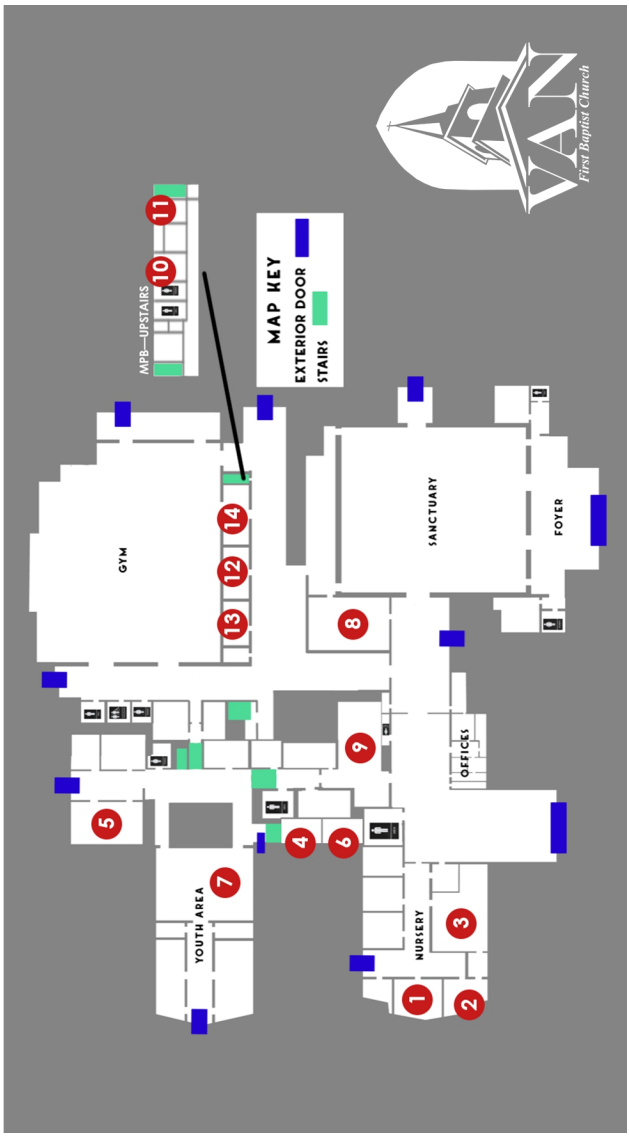 VAN
First Baptist Church
11
10
MPB—UPSTAIRS
MAP KEY
EXTERIOR DOOR
STAIRS
GYM
14
12
13
SANCTUARY
FOYER
8
9
OFFICES
5
4
6
7
YOUTH AREA
NURSERY
3
1
2